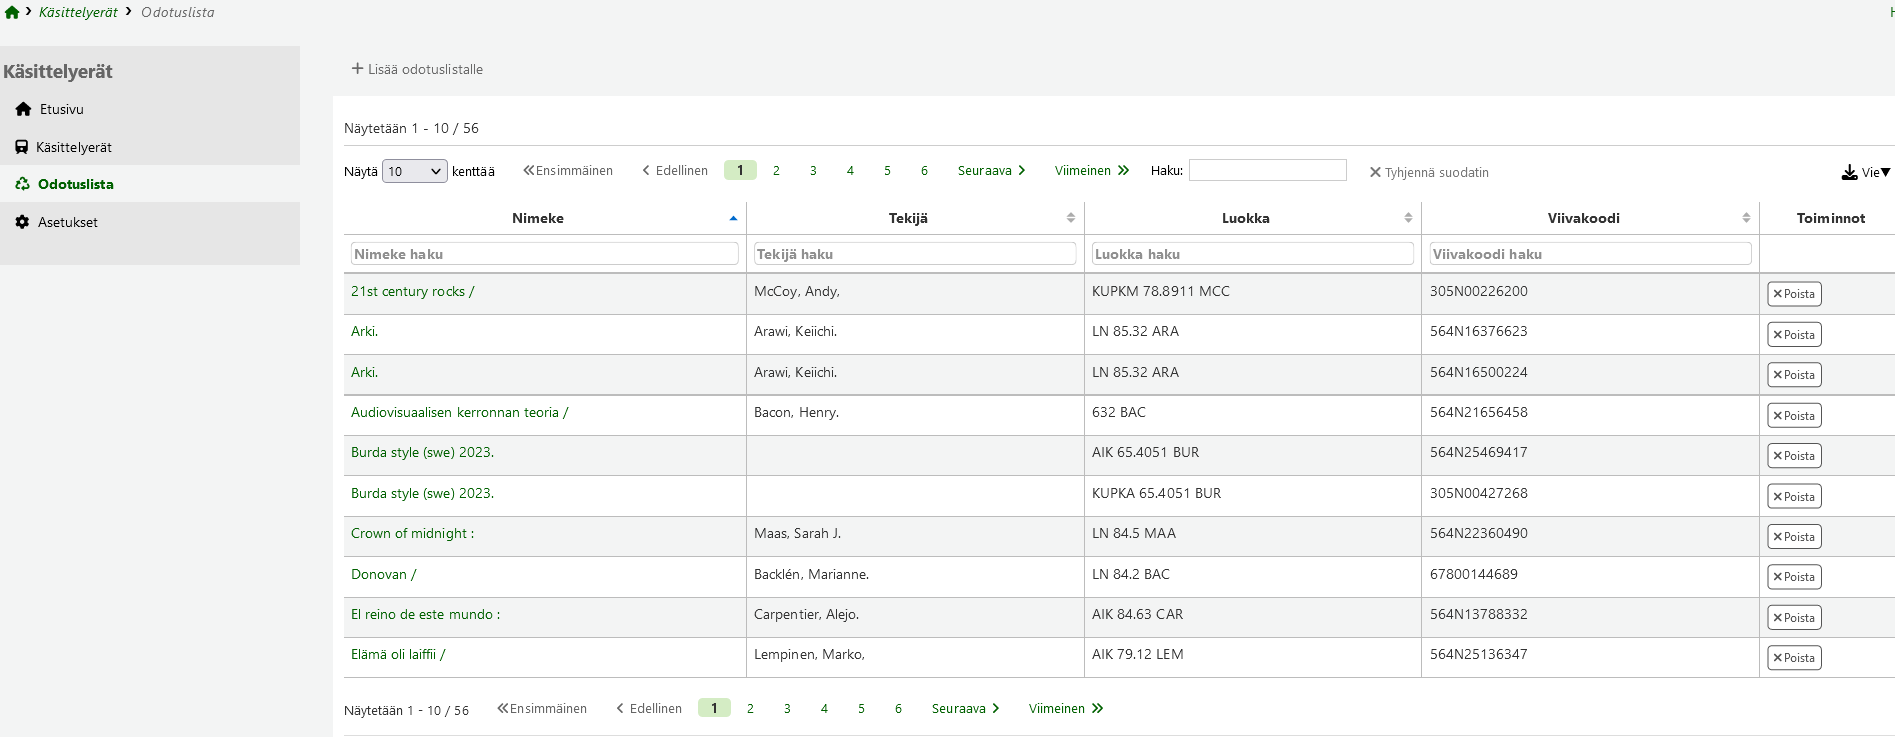 Käsittelyerät Odotuslista H
Käsittelyerät
Etusivu
Käsittelyerät
Odotuslista
Asetukset
+ Lisää odotuslistalle
Näytetään 1 - 10 / 56
Näytä 10 kenttää Ensimmäinen Edellinen 1 2 3 4 5 6 Seuraava Viimeinen Haku: Tyhjennä suodatin Vie
Nimeke Tekijä Luokka Viivakoodi Toiminnot
Nimeke haku Tekijä haku Luokka haku Viivakoodi haku
21st century rocks / McCoy, Andy, KUPKM 78.8911 MCC 305N00226200 Poista
Arki. Arawi, Keiichi. LN 85.32 ARA 564N16376623 Poista
Arki. Arawi, Keiichi. LN 85.32 ARA 564N16500224 Poista
Audiovisuaalisen kerronnan teoria / Bacon, Henry. 632 BAC 564N21656458 Poista
Burda style (swe) 2023. AIK 65.4051 BUR 564N25469417 Poista
Burda style (swe) 2023. KUPKA 65.4051 BUR 305N00427268 Poista
Crown of midnight : Maas, Sarah J. LN 84.5 MAA 564N22360490 Poista
Donovan / Backlén, Marianne. LN 84.2 BAC 67800144689 Poista
El reino de este mundo : Carpentier, Alejo. AIK 84.63 CAR 564N13788332 Poista
Elämä oli laiffii / Lempinen, Marko, AIK 79.12 LEM 564N25136347 Poista
Näytetään 1 - 10 / 56 Ensimmäinen Edellinen 1 2 3 4 5 6 Seuraava Viimeinen